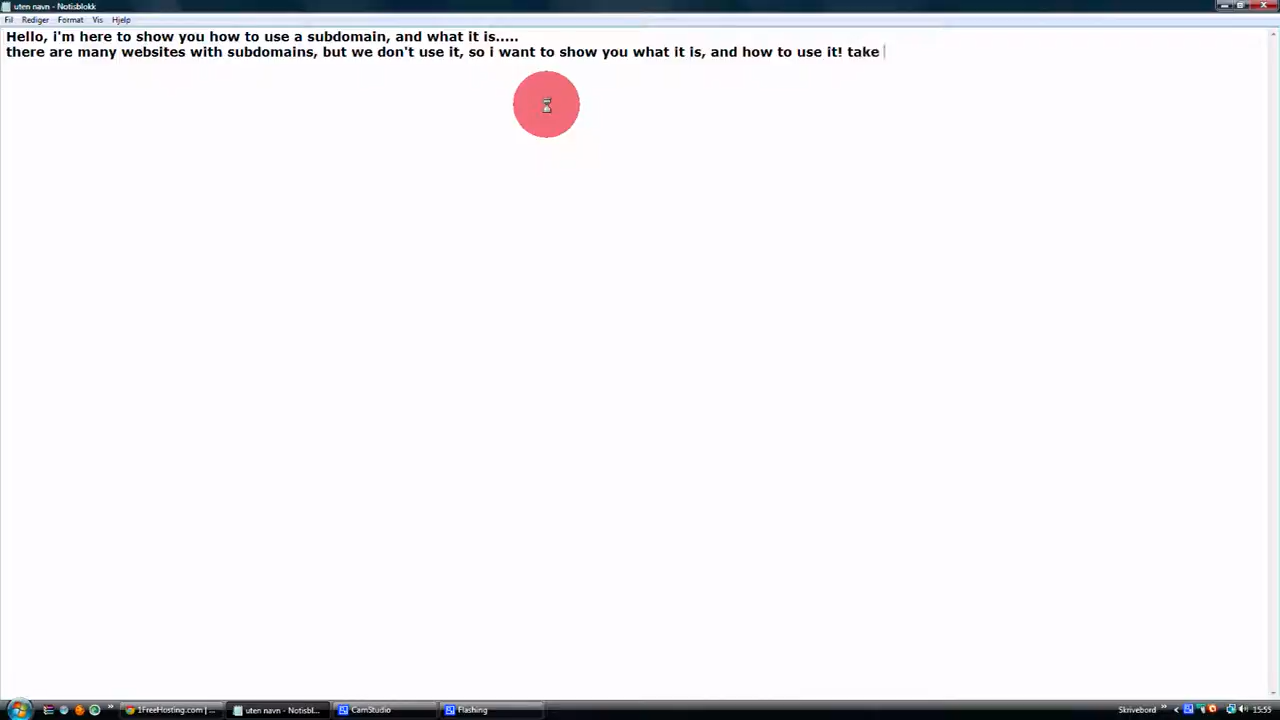 uten navn - Notisblokk
Fil Rediger Format Vis Hjelp
Hello, i'm here to show you how to use a subdomain, and what it is.....
there are many websites with subdomains, but we don't use it, so i want to show you what it is, and how to use it! take
1FreeHosting.com | ... uten navn - Notisbl... CamStudio Flashing Skrivebord 15:55